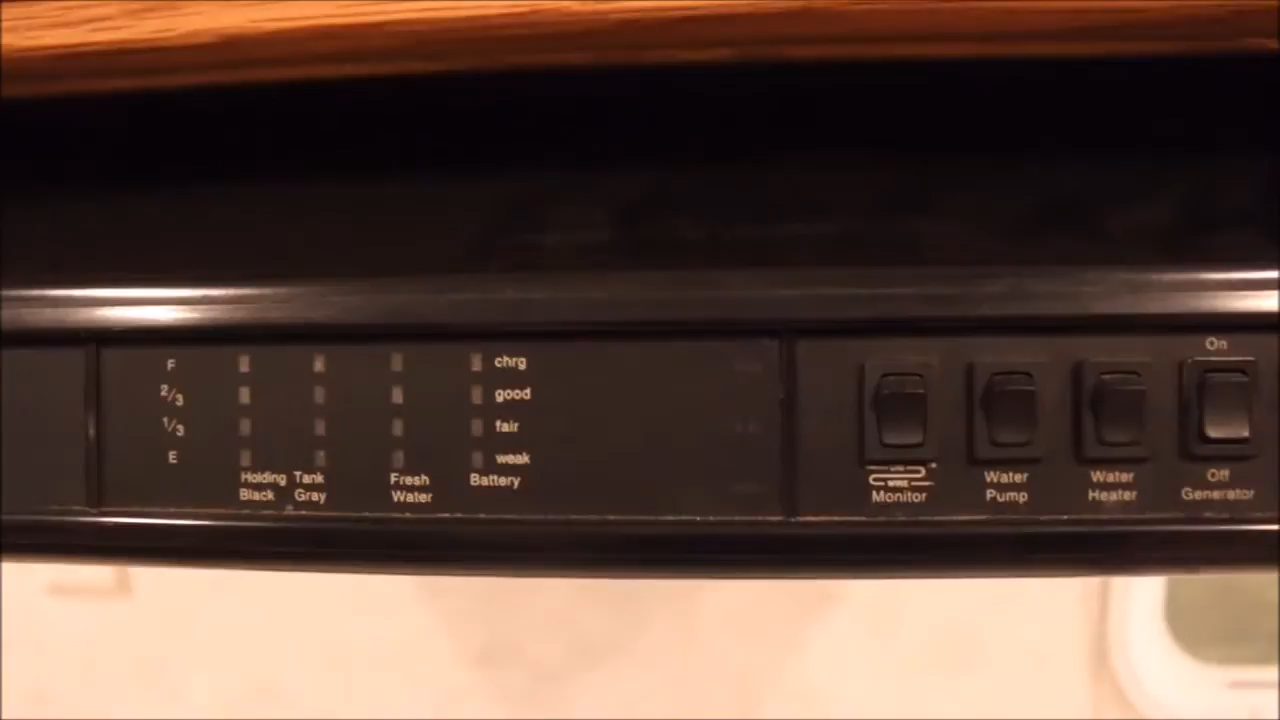 F
2/3
1/3
E
chrg
good
fair
weak
Holding Tank
Black Gray
Fresh
Water
Battery
WIRE
Monitor
Water
Pump
Water
Heater
On
Off
Generator